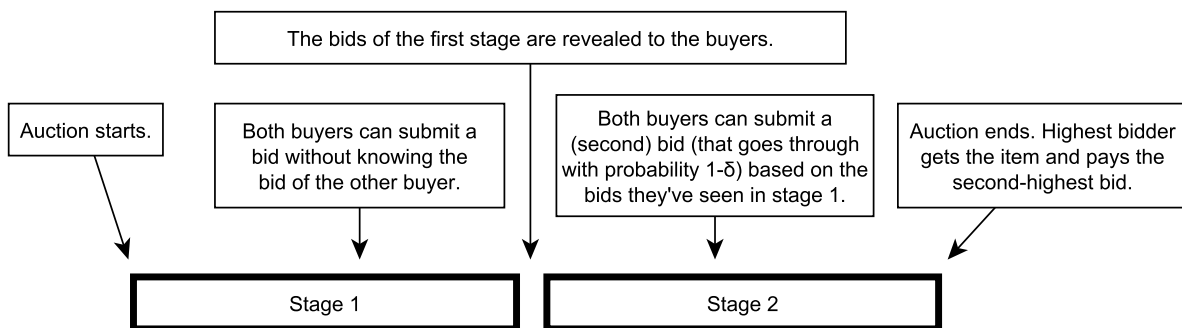 The bids of the first stage are revealed to the buyers.
Auction starts.
Both buyers can submit a
bid without knowing the
bid of the other buyer.
Both buyers can submit a
(second) bid (that goes through
with probability 1-δ) based on the
bids they've seen in stage 1.
Auction ends. Highest bidder
gets the item and pays the
second-highest bid.
Stage 1
Stage 2